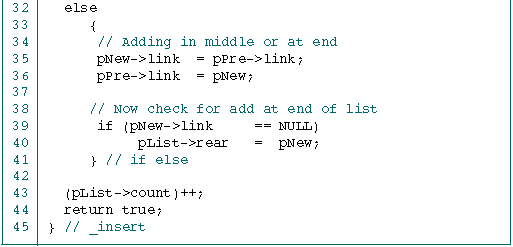 32 else
33 {
34 // Adding in middle or at end
35 pNew->link = pPre->link;
36 pPre->link = pNew;
37
38 // Now check for add at end of list
39 if (pNew->link == NULL)
40 pList->rear = pNew;
41 } // if else
42
43 (pList->count)++;
44 return true;
45 } // _insert